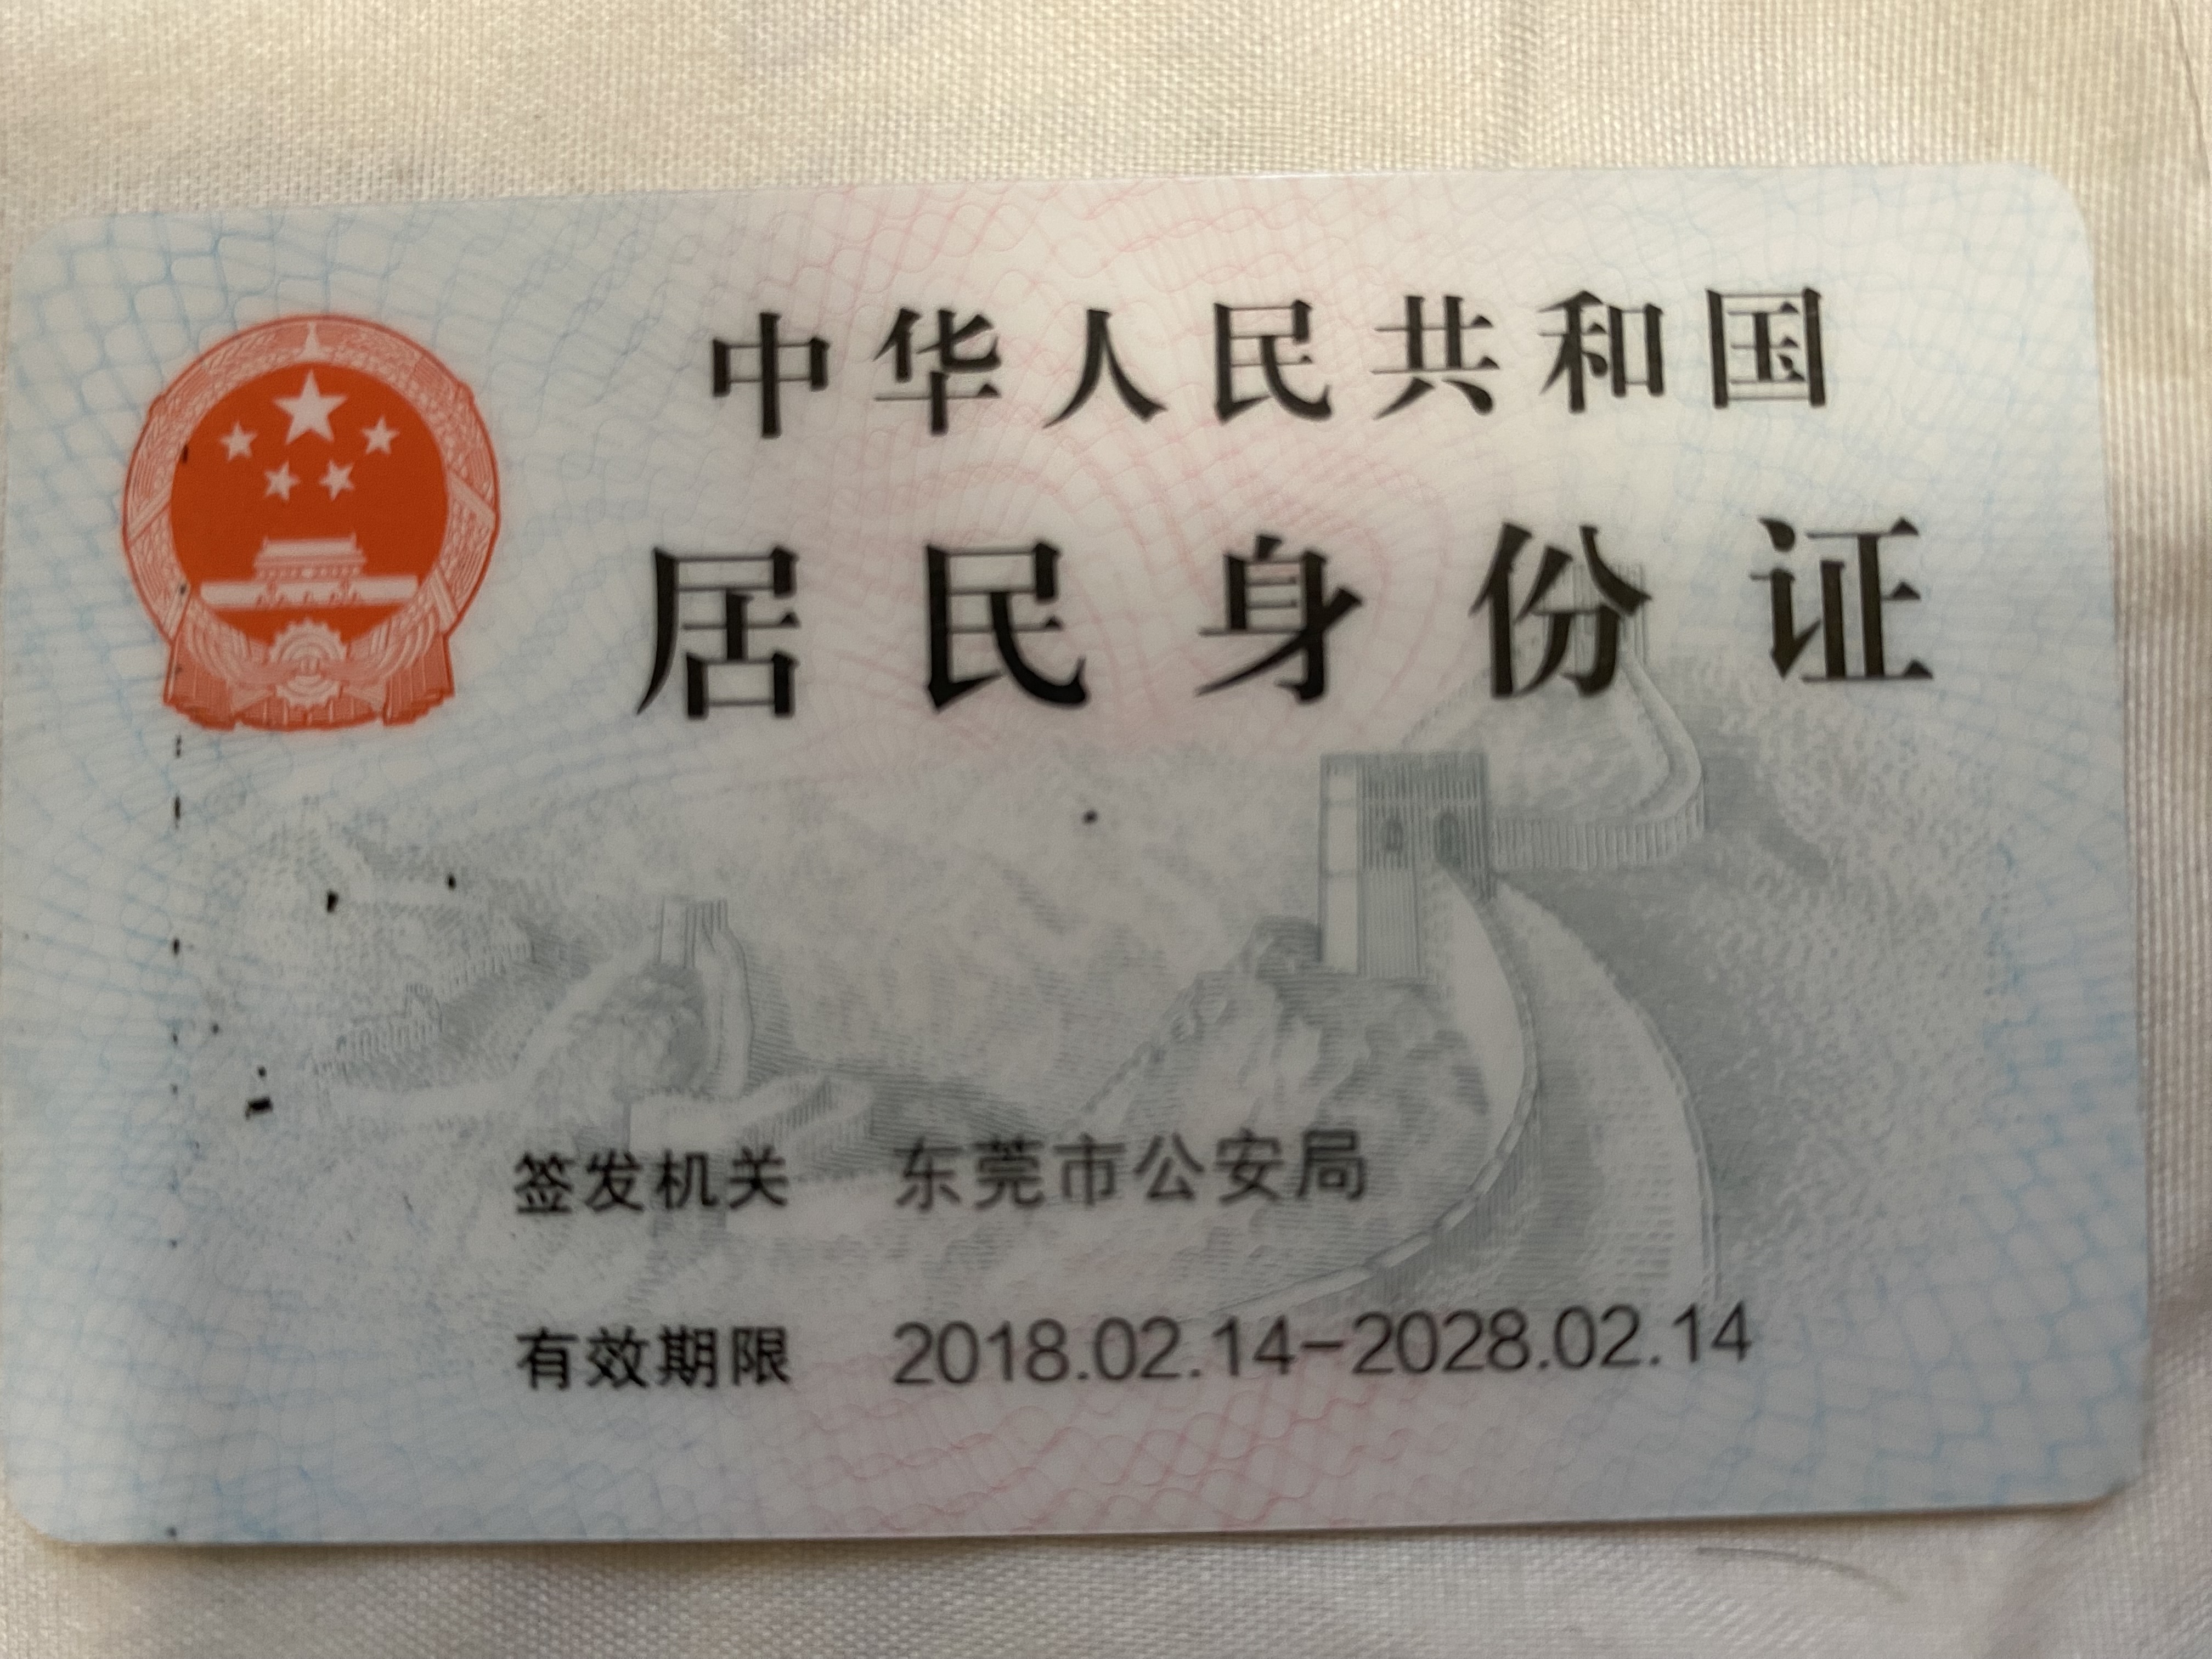 中华人民共和国
居民身份证
签发机关 东莞市公安局
有效期限 2018.02.14-2028.02.14